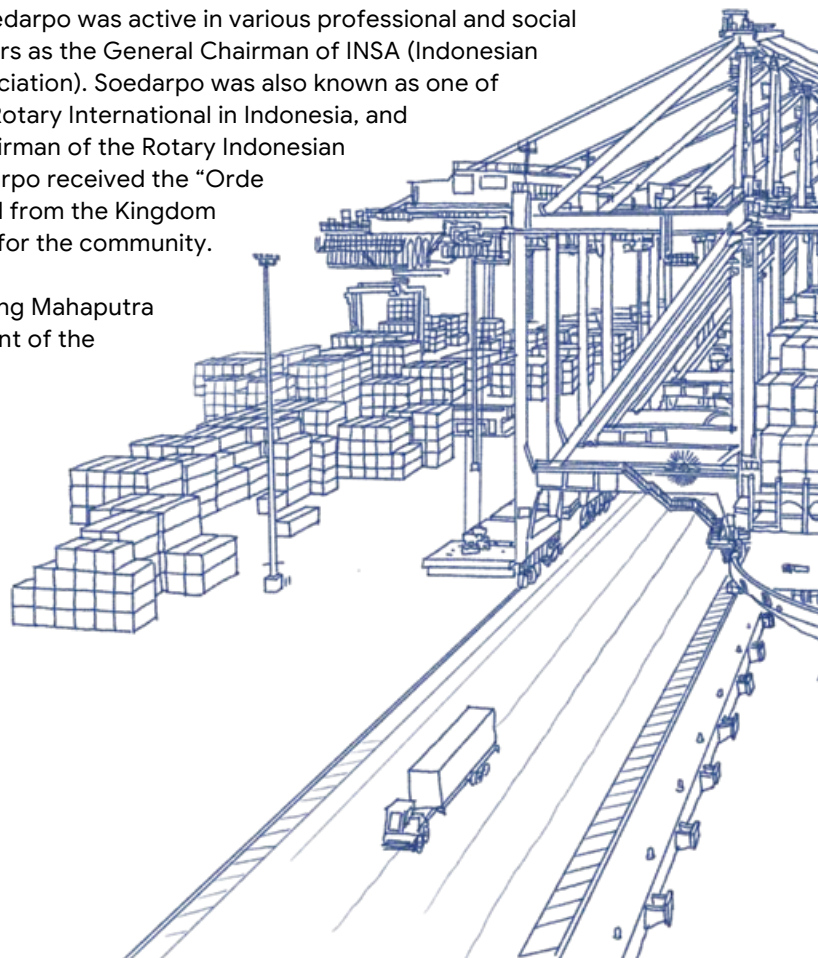 edarpo was active in various professional and social
ers as the General Chairman of INSA (Indonesian
ciation). Soedarpo was also known as one of
Rotary International in Indonesia, and
irman of the Rotary Indonesian
arpo received the “Orde
from the Kingdom
for the community.
ng Mahaputra
nt of the